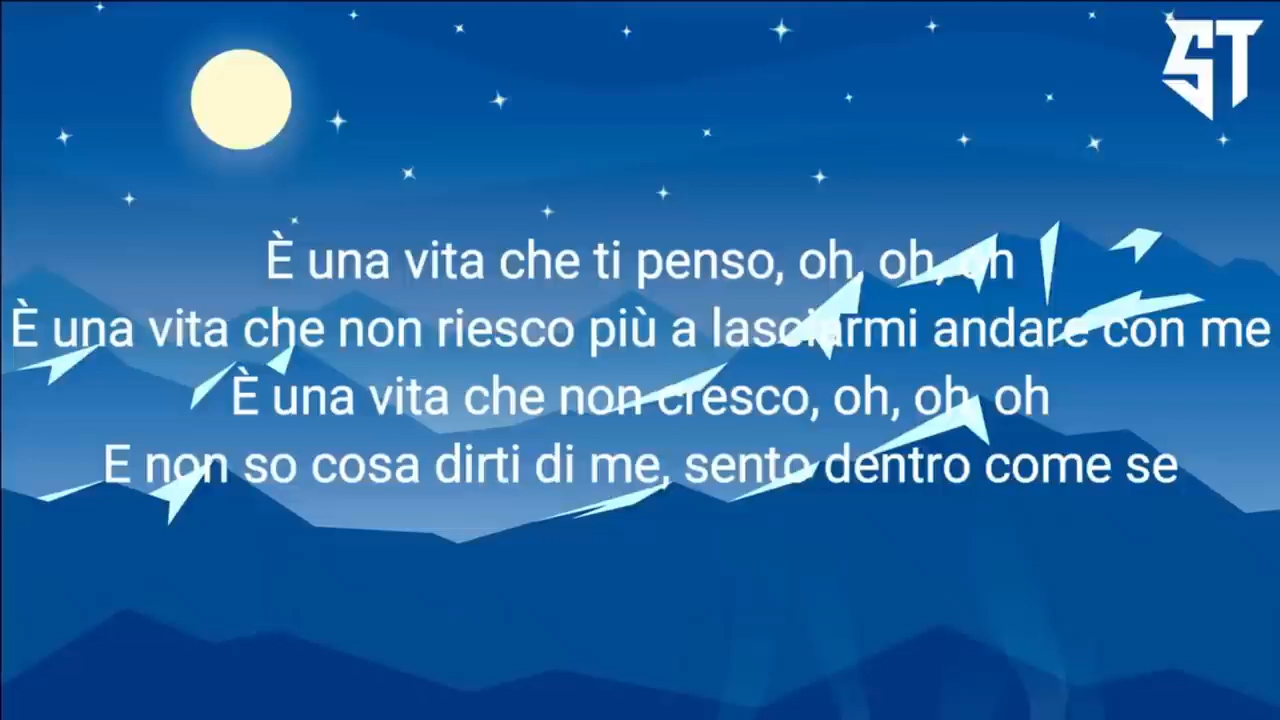 ST
È una vita che ti penso, oh, oh, oh
È una vita che non riesco più a lasciarmi andare con me
È una vita che non cresco, oh, oh, oh
E non so cosa dirti di me, sento dentro come se